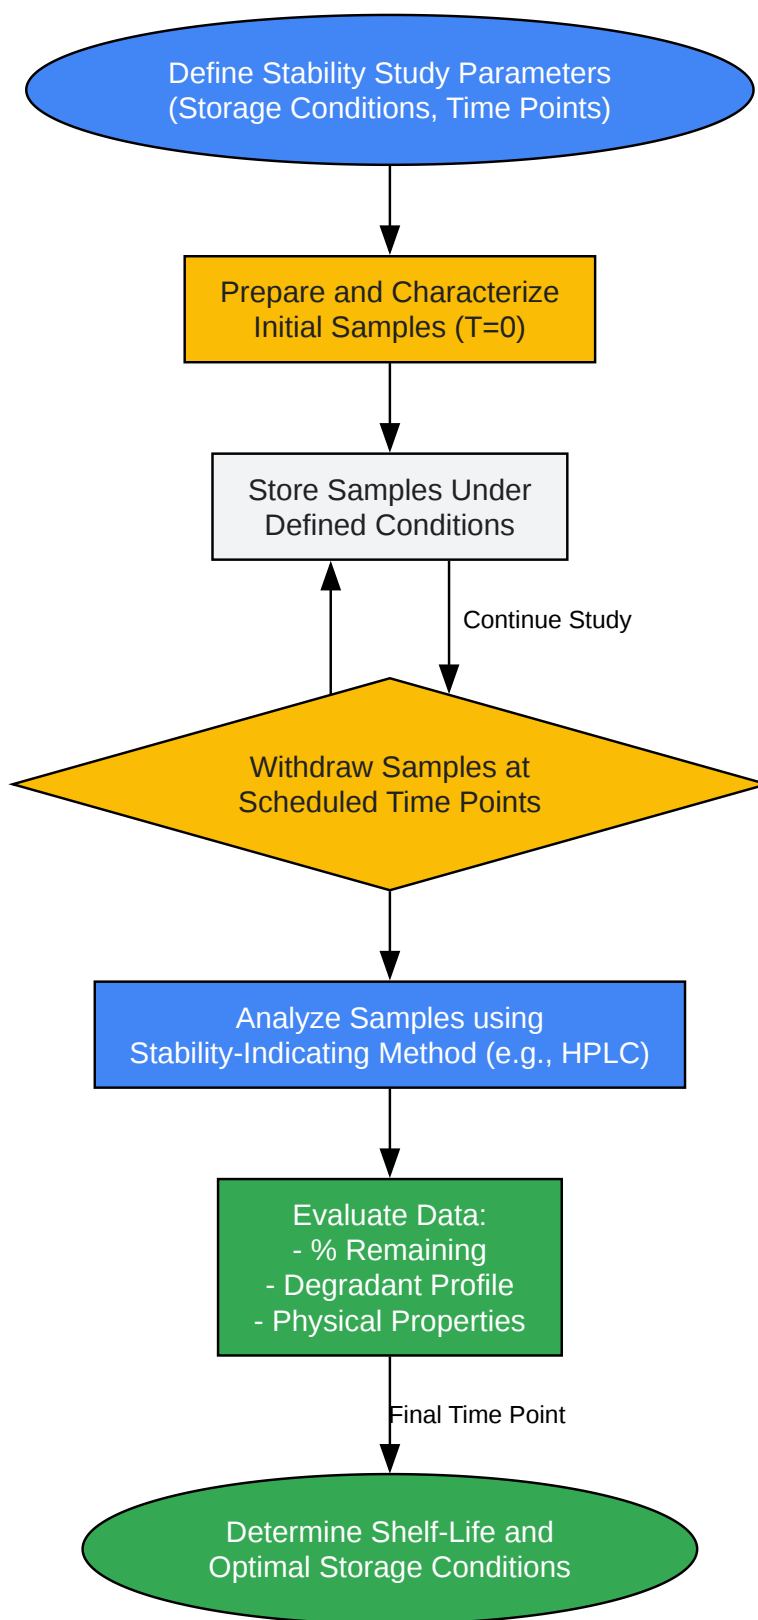 Define Stability Study Parameters
(Storage Conditions, Time Points)
Prepare and Characterize
Initial Samples (T=0)
Store Samples Under
Defined Conditions
Continue Study
Withdraw Samples at
Scheduled Time Points
Analyze Samples using
Stability-Indicating Method (e.g., HPLC)
Evaluate Data:
- % Remaining
- Degradant Profile
- Physical Properties
Final Time Point
Determine Shelf-Life and
Optimal Storage Conditions